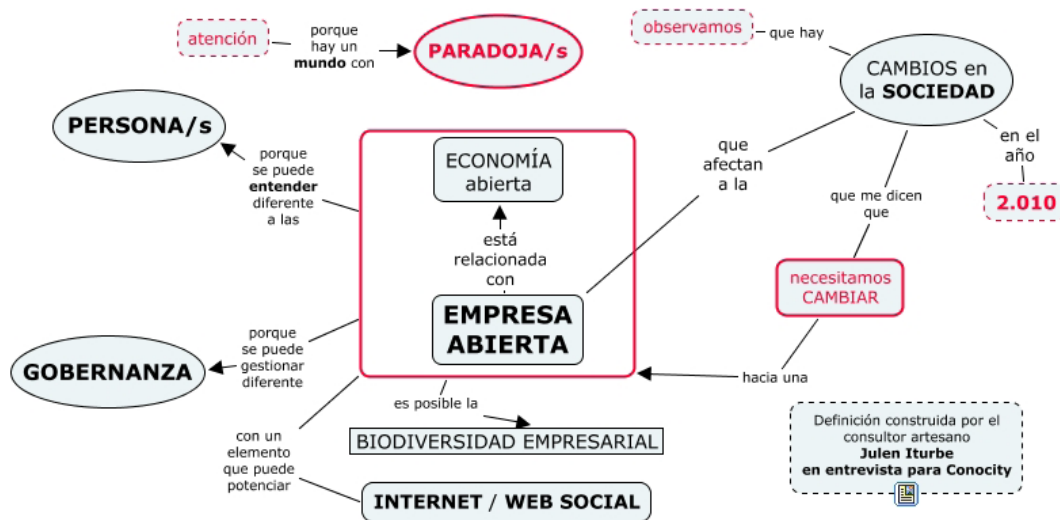 atención
porque
hay un
mundo con
PARADOJA/s
observamos
que hay
CAMBIOS en
la SOCIEDAD
en el
año
2.010
que me dicen
que
necesitamos
CAMBIAR
hacia una
que
afectan
a la
PERSONA/s
porque
se puede
entender
diferente
a las
ECONOMÍA
abierta
está
relacionada
con
EMPRESA
ABIERTA
GOBERNANZA
porque
se puede
gestionar
diferente
es posible la
BIODIVERSIDAD EMPRESARIAL
con un
elemento
que puede
potenciar
INTERNET / WEB SOCIAL
Definición construida por el
consultor artesano
Julen Iturbe
en entrevista para Conocity